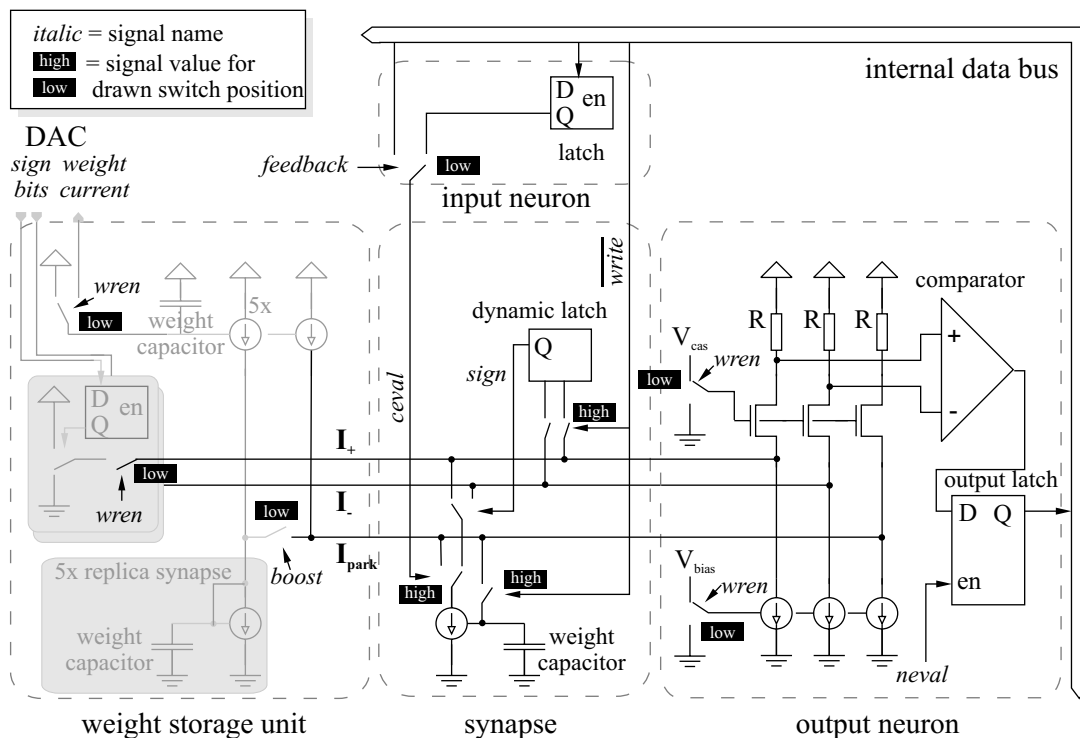 italic = signal name
high = signal value for
low drawn switch position
internal data bus
D
en
Q
latch
feedback
low
input neuron
DAC
sign weight
bits current
wren
low
5x
weight
capacitor
D
en
Q
low
wren
low
boost
5x replica synapse
weight
capacitor
weight storage unit
write
dynamic latch
Q
sign
ceval
high
I+
I-
Ipark
high
high
weight
capacitor
synapse
comparator
R
R
R
+
-
Vcas
wren
low
output latch
D
Q
en
Vbias
wren
low
neval
output neuron